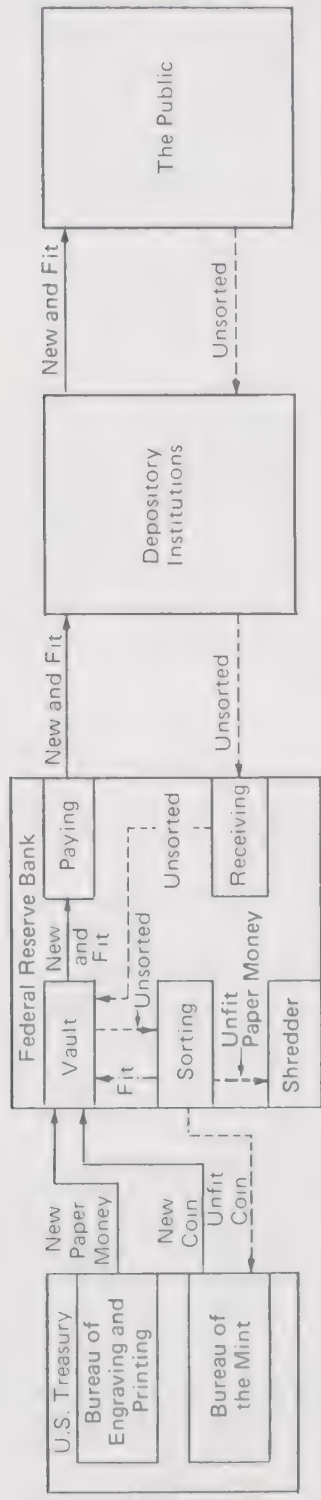 U.S. Treasury
Bureau of
Engraving and
Printing
Bureau of
the Mint
New
Paper
Money
New
Coin
Unfit
Coin
Federal Reserve Bank
Vault
New
and
Fit
Paying
Fit
Unsorted
Unsorted
Sorting
Receiving
Unfit
Paper Money
Shredder
New and Fit
Unsorted
Depository
Institutions
New and Fit
Unsorted
The Public